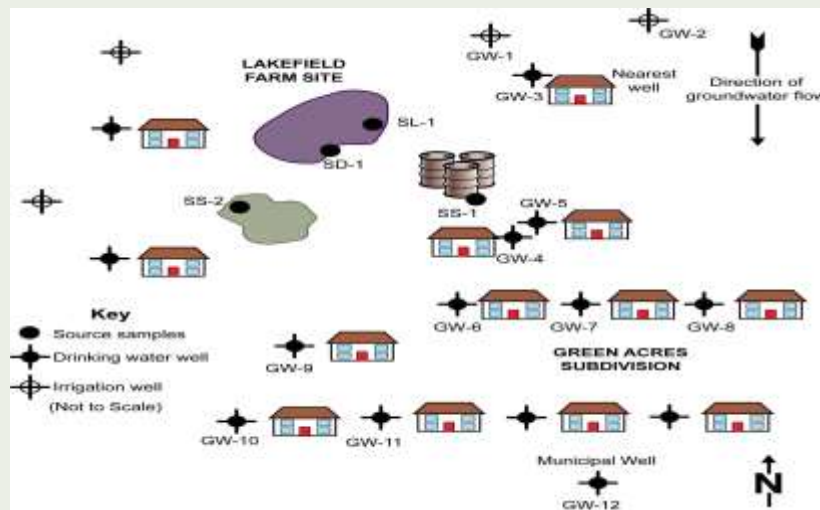 GW-1
GW-2
LAKEFIELD
FARM SITE
GW-3
Nearest
well
Direction of
groundwater flow
SL-1
SD-1
SS-2
SS-1
GW-5
GW-4
Key
Source samples
Drinking water well
Irrigation well
(Not to Scale)
GW-6
GW-7
GW-8
GREEN ACRES
SUBDIVISION
GW-9
GW-10
GW-11
Municipal Well
GW-12
N